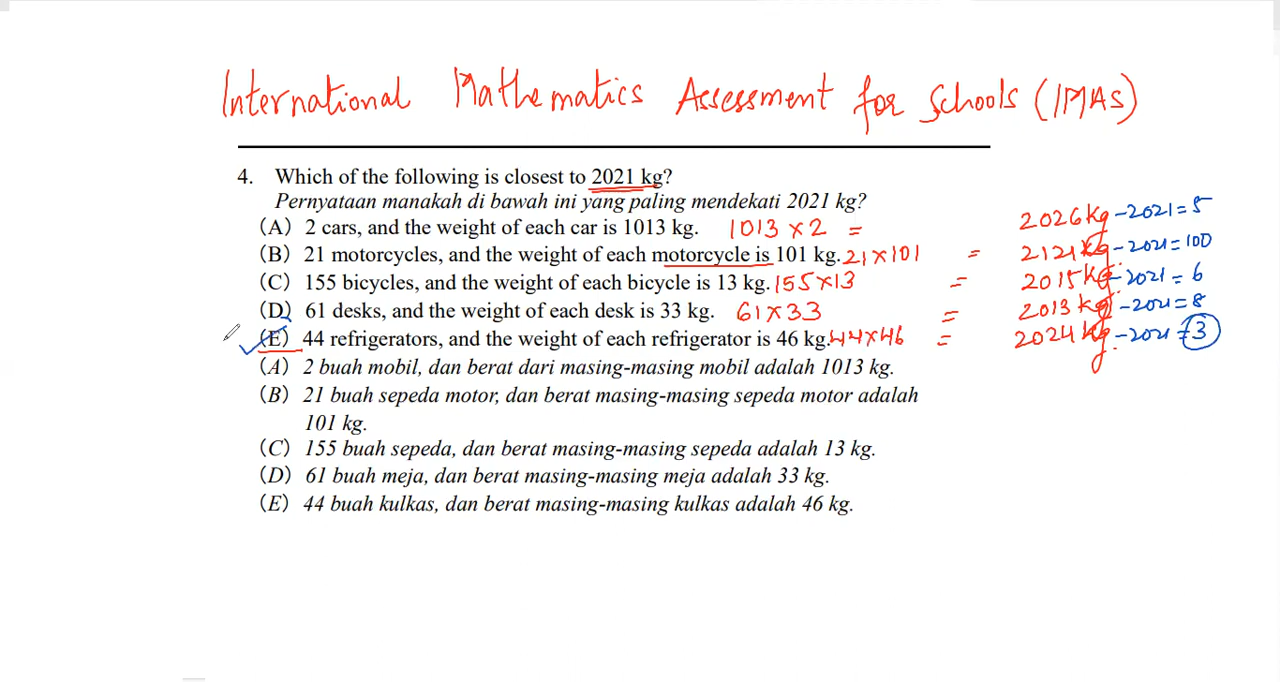 International Mathematics Assessment for Schools (IMAS)
4. Which of the following is closest to 2021 kg?
Pernyataan manakah di bawah ini yang paling mendekati 2021 kg?
(A) 2 cars, and the weight of each car is 1013 kg. 1013 × 2 = 2026 kg - 2021 = 5
(B) 21 motorcycles, and the weight of each motorcycle is 101 kg. 21 × 101 = 2121 kg - 2021 = 100
(C) 155 bicycles, and the weight of each bicycle is 13 kg. 155 × 13 = 2015 kg - 2021 = 6
(D) 61 desks, and the weight of each desk is 33 kg. 61 × 33 = 2013 kg - 2021 = 8
(E) 44 refrigerators, and the weight of each refrigerator is 46 kg. 44 × 46 = 2024 kg - 2021 = 3
(A) 2 buah mobil, dan berat dari masing-masing mobil adalah 1013 kg.
(B) 21 buah sepeda motor, dan berat masing-masing sepeda motor adalah
101 kg.
(C) 155 buah sepeda, dan berat masing-masing sepeda adalah 13 kg.
(D) 61 buah meja, dan berat masing-masing meja adalah 33 kg.
(E) 44 buah kulkas, dan berat masing-masing kulkas adalah 46 kg.